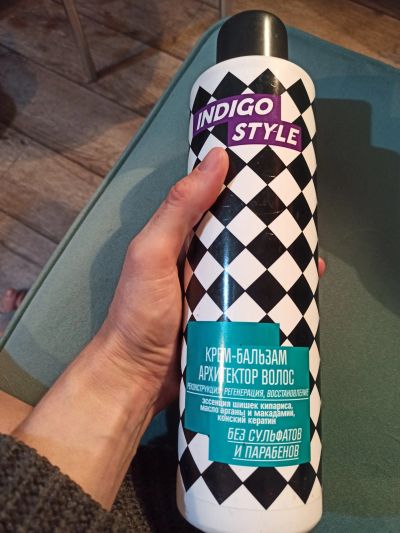 INDIGO
STYLE
КРЕМ-БАЛЬЗАМ
АРХИТЕКТОР ВОЛОС
РЕКОНСТРУКЦИЯ, РЕГЕНЕРАЦИЯ, ВОССТАНОВЛЕНИЕ
эссенция шишек кипариса,
масло арганы и макадамии,
конский кератин
БЕЗ СУЛЬФАТОВ
И ПАРАБЕНОВ